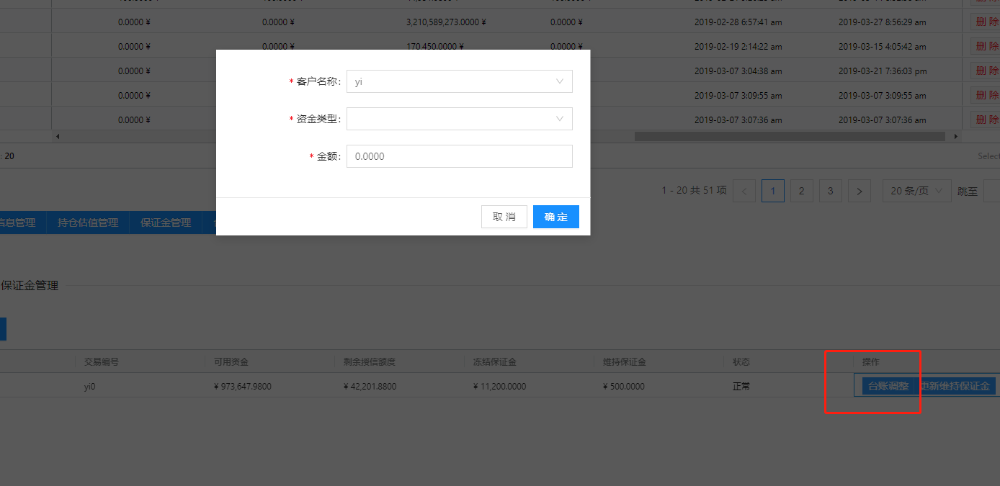 0.0000 ¥ 0.0000 ¥ 3,210,589,273.0000 ¥ 0.0000 ¥ 2019-02-28 6:57:41 am 2019-03-27 8:56:29 am 删 除
0.0000 ¥ 0.0000 ¥ 170,450.0000 ¥ 0.0000 ¥ 2019-02-19 2:14:22 am 2019-03-15 4:05:42 am 删 除
0.0000 ¥ 2019-03-07 3:04:38 am 2019-03-21 7:36:03 pm 删 除
0.0000 ¥ 2019-03-07 3:09:55 am 2019-03-07 3:09:55 am 删 除
0.0000 ¥ 2019-03-07 3:07:36 am 2019-03-07 3:07:36 am 删 除
* 客户名称: yi
* 资金类型:
* 金额: 0.0000
取 消 确 定
: 20 Select
1 - 20 共 51 项 < 1 2 3 > 20 条/页 跳至
信息管理 持仓估值管理 保证金管理
保证金管理
交易编号 可用资金 剩余授信额度 冻结保证金 维持保证金 状态 操作
yi0 ¥ 973,647.9800 ¥ 42,201.8800 ¥ 11,200.0000 ¥ 500.0000 正常 台账调整 更新维持保证金